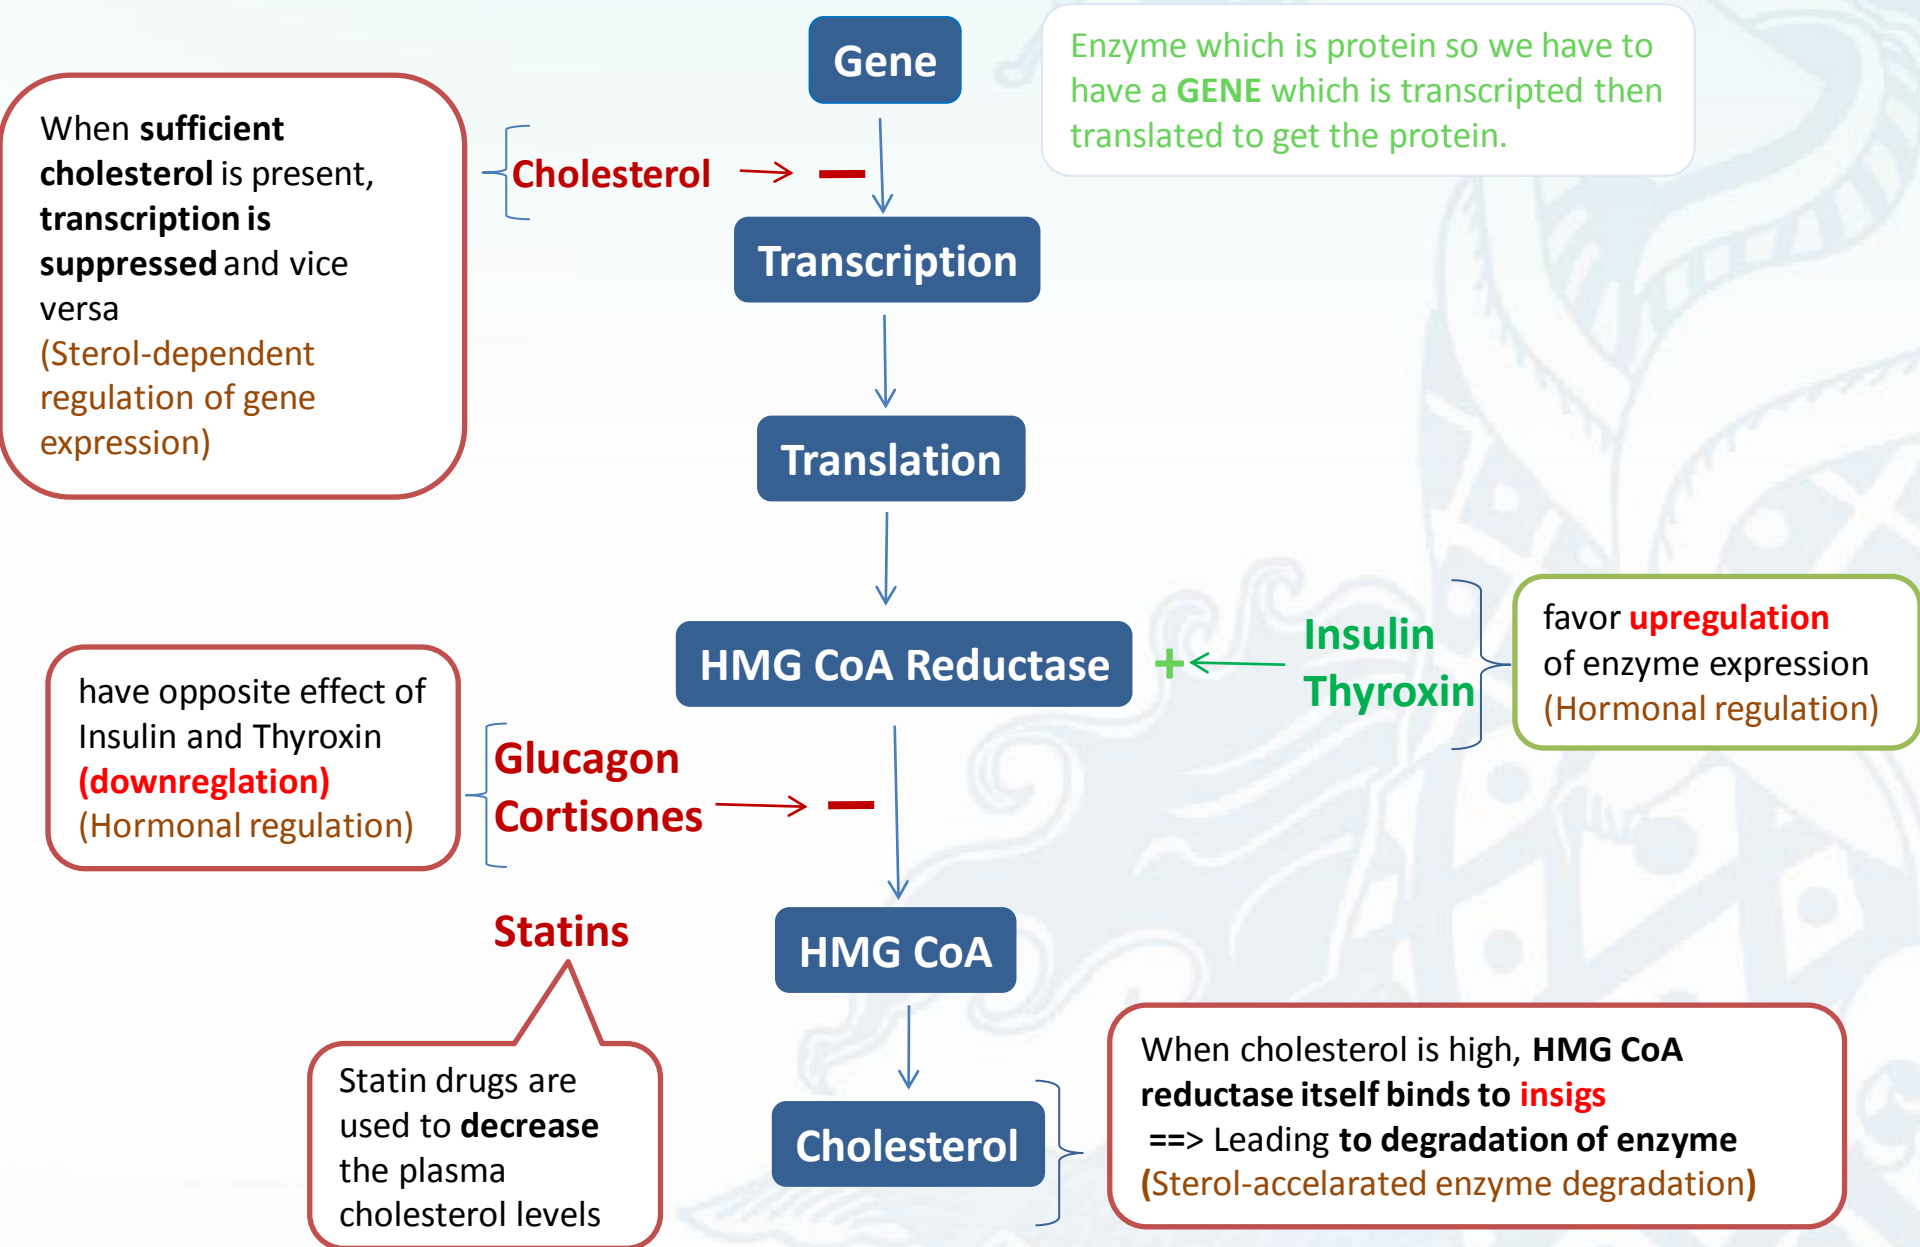 Gene
Enzyme which is protein so we have to
have a GENE which is transcripted then
translated to get the protein.
When sufficient
cholesterol is present,
transcription is
suppressed and vice
versa
(Sterol-dependent
regulation of gene
expression)
Cholesterol
Transcription
Translation
HMG CoA Reductase
+
Insulin
Thyroxin
favor upregulation
of enzyme expression
(Hormonal regulation)
have opposite effect of
Insulin and Thyroxin
(downreglation)
(Hormonal regulation)
Glucagon
Cortisones
Statins
HMG CoA
Statin drugs are
used to decrease
the plasma
cholesterol levels
Cholesterol
When cholesterol is high, HMG CoA
reductase itself binds to insigs
==> Leading to degradation of enzyme
(Sterol-accelarated enzyme degradation)